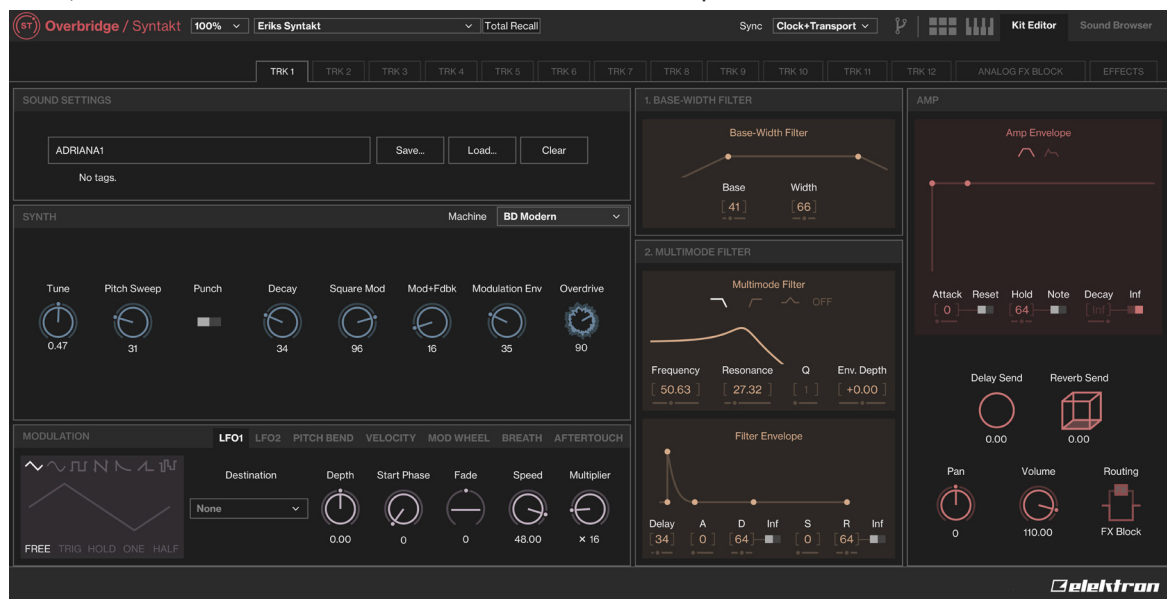 ST Overbridge / Syntakt 100% Eriks Syntakt Total Recall Sync Clock+Transport Kit Editor Sound Browser
TRK 1 TRK 2 TRK 3 TRK 4 TRK 5 TRK 6 TRK 7 TRK 8 TRK 9 TRK 10 TRK 11 TRK 12 ANALOG FX BLOCK EFFECTS
SOUND SETTINGS
ADRIANA1 Save... Load... Clear
No tags.
SYNTH Machine BD Modern
Tune Pitch Sweep Punch Decay Square Mod Mod+Fdbk Modulation Env Overdrive
0.47 31 34 96 16 35 90
MODULATION LFO1 LFO2 PITCH BEND VELOCITY MOD WHEEL BREATH AFTERTOUCH
Destination Depth Start Phase Fade Speed Multiplier
None
0.00 0 0 48.00 × 16
FREE TRIG HOLD ONE HALF
1. BASE-WIDTH FILTER
Base-Width Filter
Base Width
[ 41 ] [ 66 ]
2. MULTIMODE FILTER
Multimode Filter
OFF
Frequency Resonance Q Env. Depth
[ 50.63 ] [ 27.32 ] [ 1 ] [ +0.00 ]
Filter Envelope
Delay A D Inf S R Inf
[ 34 ] [ 0 ] [ 64 ] [ 0 ] [ 64 ]
AMP
Amp Envelope
Attack Reset Hold Note Decay Inf
[ 0 ] [ 64 ] [ Inf ]
Delay Send Reverb Send
0.00 0.00
Pan Volume Routing
0 110.00 FX Block
elektron